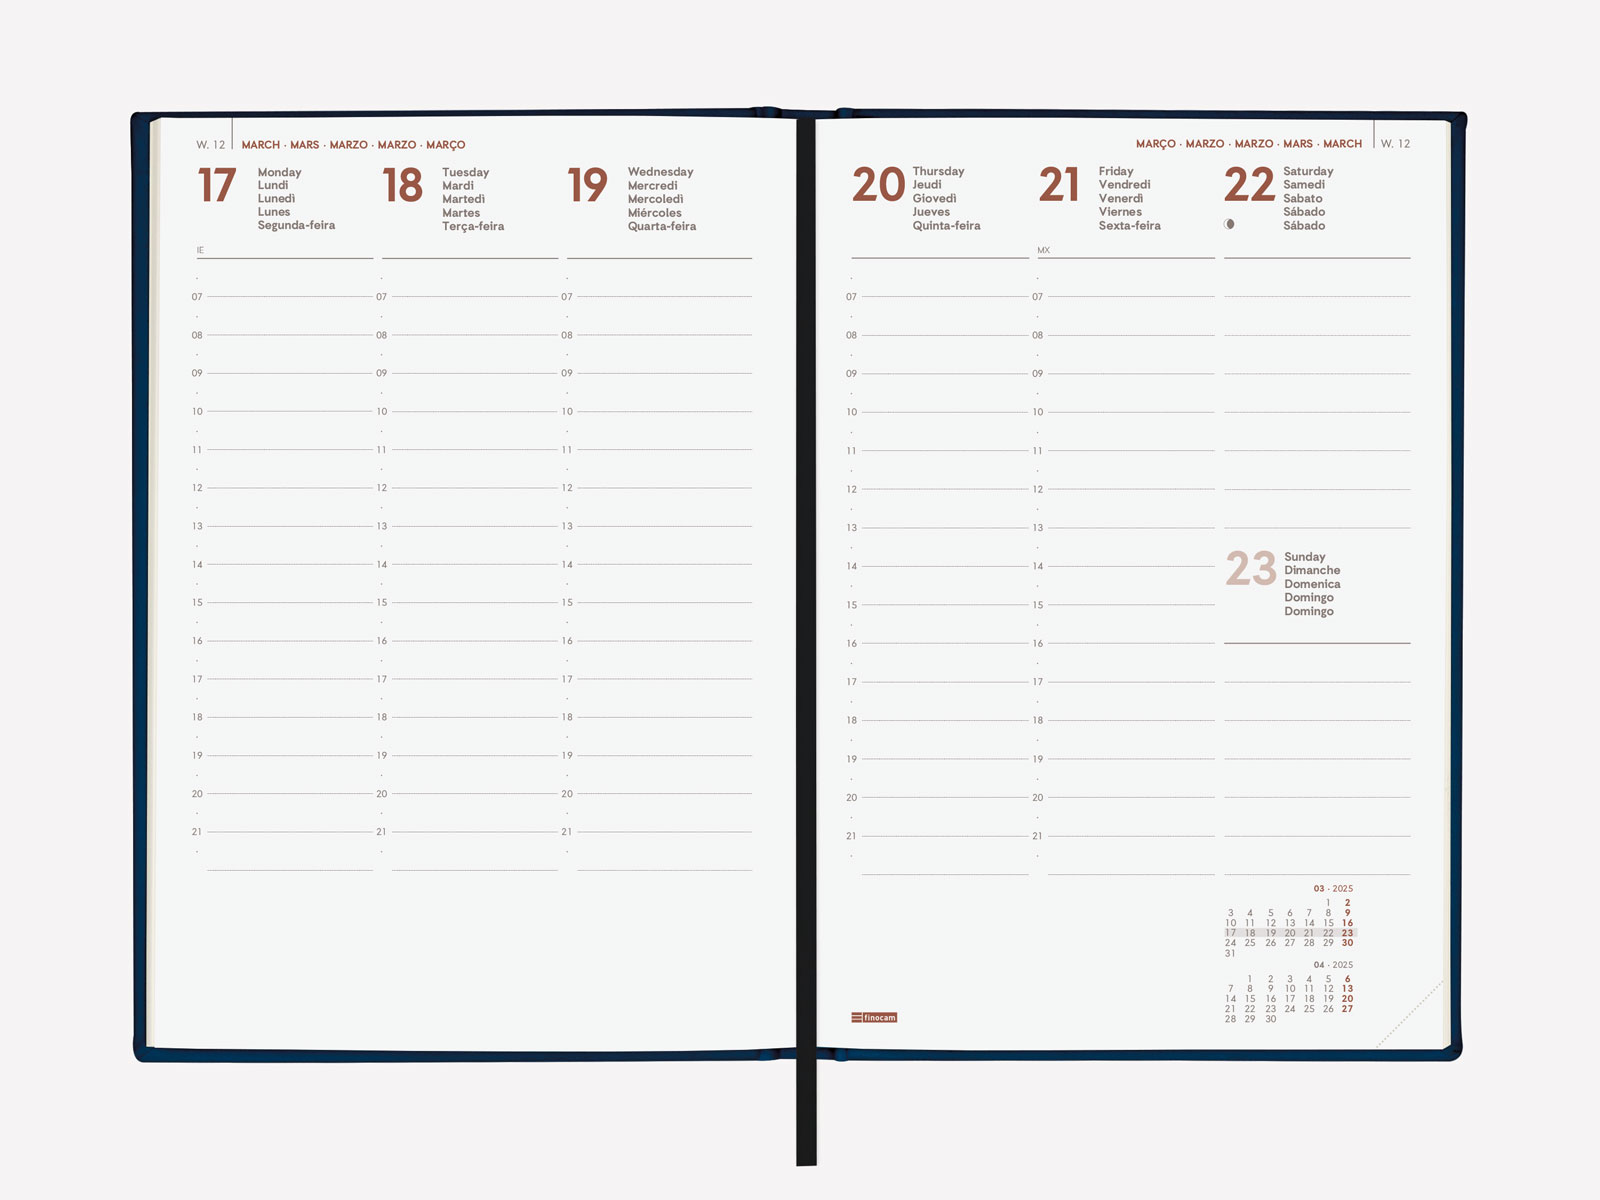 W. 12 MARCH · MARS · MARZO · MARZO · MARÇO
17 Monday
Lundi
Lunedì
Lunes
Segunda-feira
IE
18 Tuesday
Mardi
Martedì
Martes
Terça-feira
19 Wednesday
Mercredi
Mercoledì
Miércoles
Quarta-feira
07 07 07
08 08 08
09 09 09
10 10 10
11 11 11
12 12 12
13 13 13
14 14 14
15 15 15
16 16 16
17 17 17
18 18 18
19 19 19
20 20 20
21 21 21
MARÇO · MARZO · MARZO · MARS · MARCH W. 12
20 Thursday
Jeudi
Giovedì
Jueves
Quinta-feira
21 Friday
Vendredi
Venerdì
Viernes
Sexta-feira
MX
22 Saturday
Samedi
Sabato
Sábado
Sábado
07 07
08 08
09 09
10 10
11 11
12 12
13 13
14 14
15 15
16 16
17 17
18 18
19 19
20 20
21 21
23 Sunday
Dimanche
Domenica
Domingo
Domingo
03 · 2025
1 2
3 4 5 6 7 8 9
10 11 12 13 14 15 16
17 18 19 20 21 22 23
24 25 26 27 28 29 30
31
04 · 2025
1 2 3 4 5 6
7 8 9 10 11 12 13
14 15 16 17 18 19 20
21 22 23 24 25 26 27
28 29 30
finocam